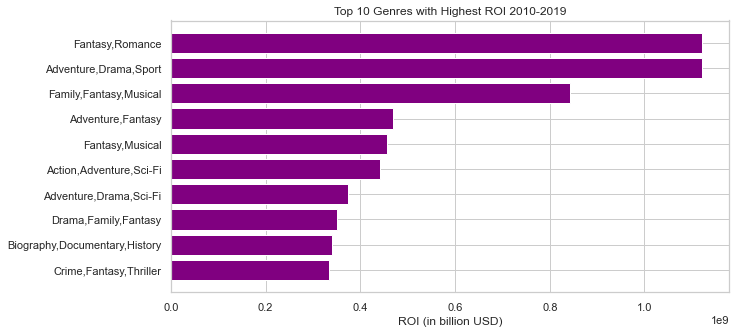 Top 10 Genres with Highest ROI 2010-2019
Fantasy,Romance
Adventure,Drama,Sport
Family,Fantasy,Musical
Adventure,Fantasy
Fantasy,Musical
Action,Adventure,Sci-Fi
Adventure,Drama,Sci-Fi
Drama,Family,Fantasy
Biography,Documentary,History
Crime,Fantasy,Thriller
0.0 0.2 0.4 0.6 0.8 1.0
1e9
ROI (in billion USD)